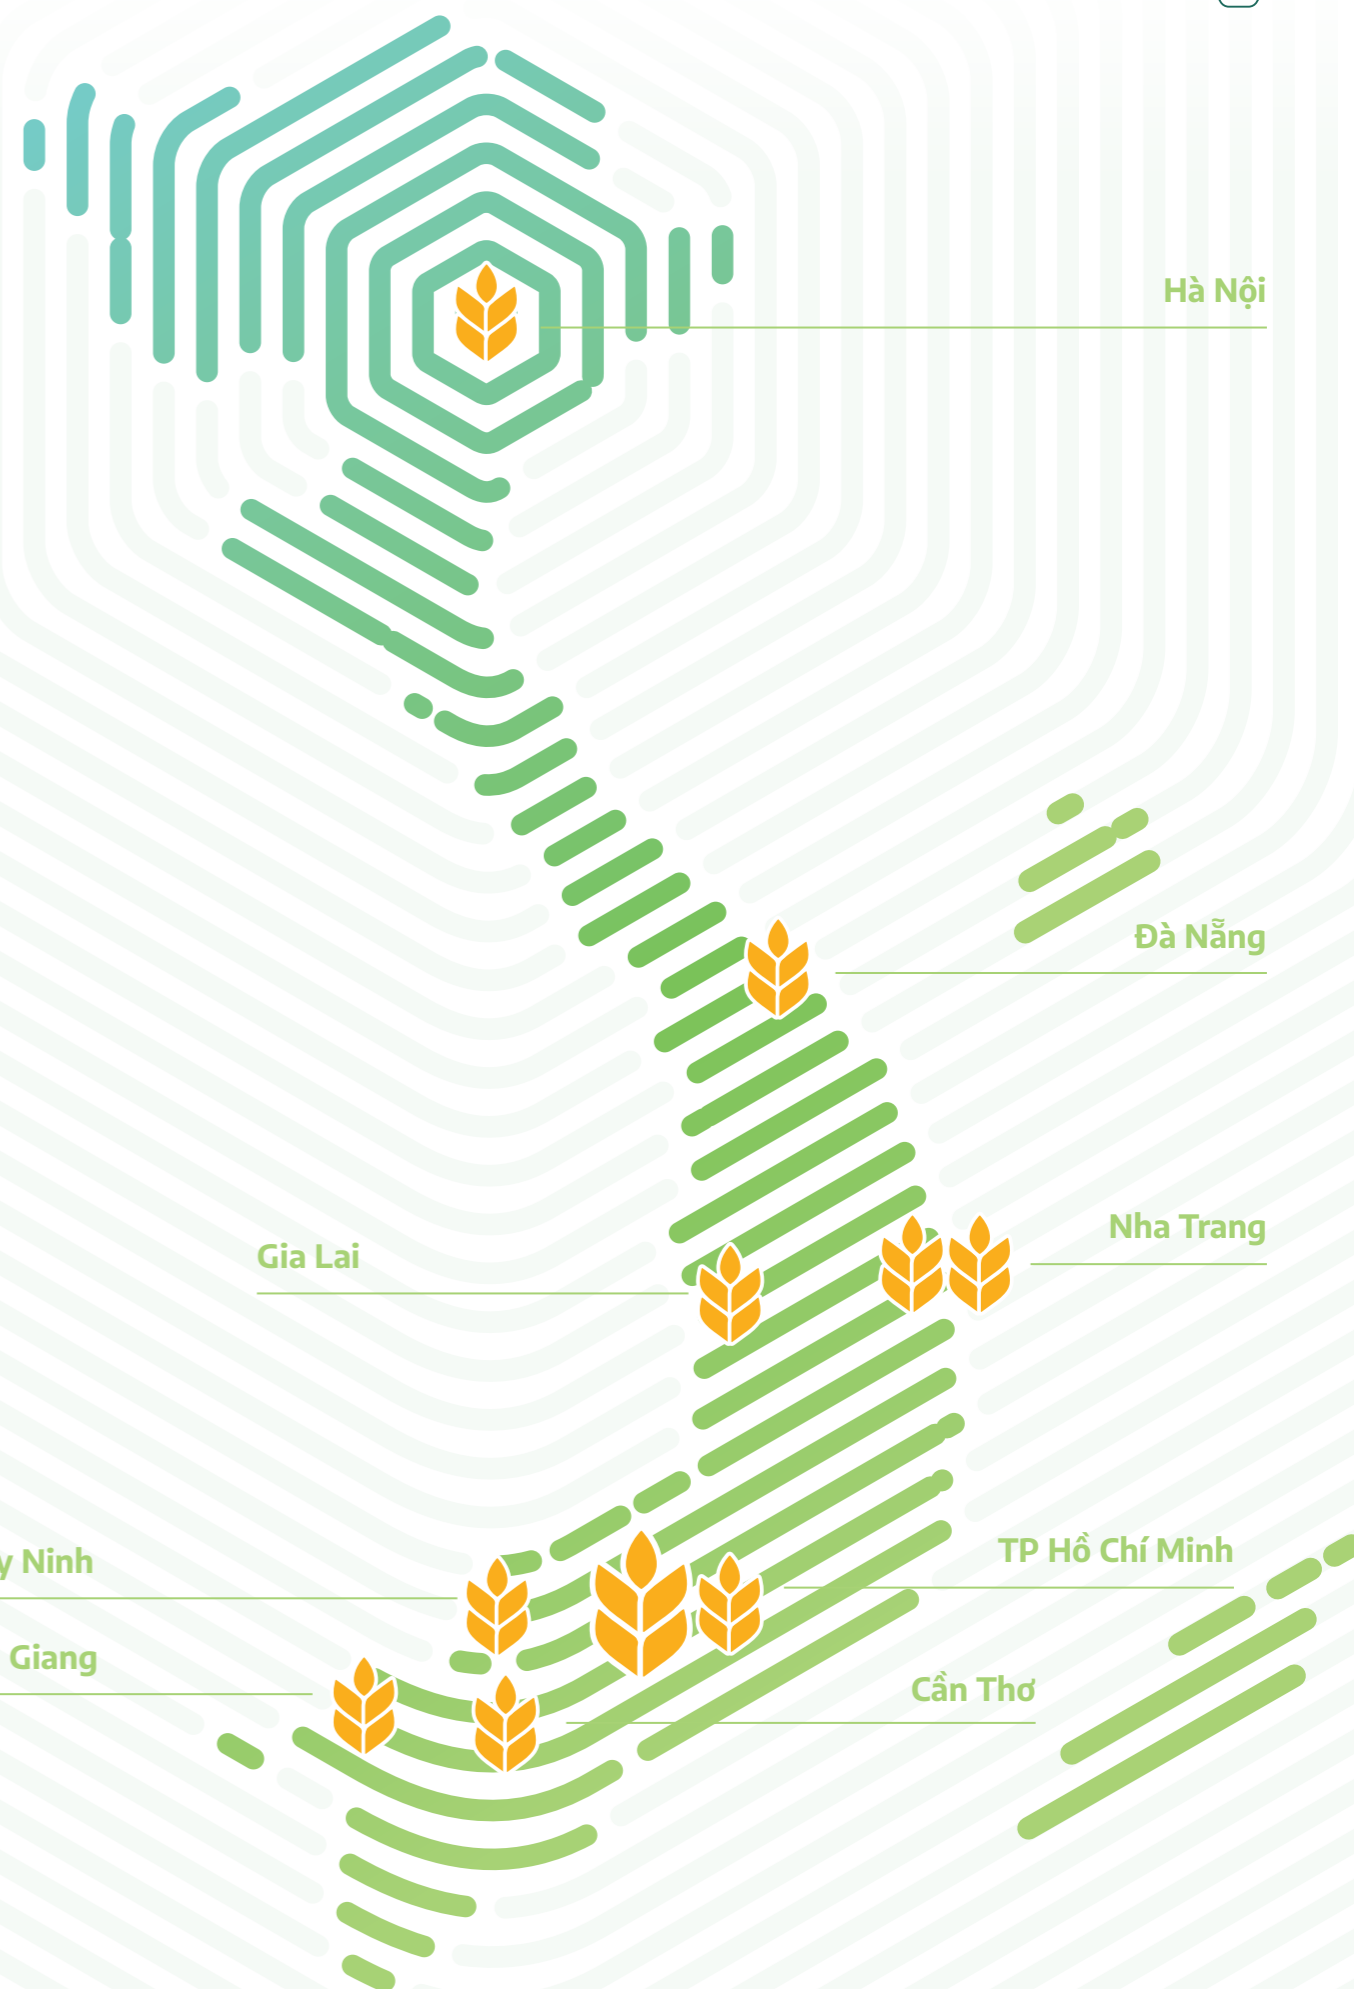 Hà Nội
Đà Nẵng
Nha Trang
Gia Lai
TP Hồ Chí Minh
y Ninh
Giang
Cần Thơ